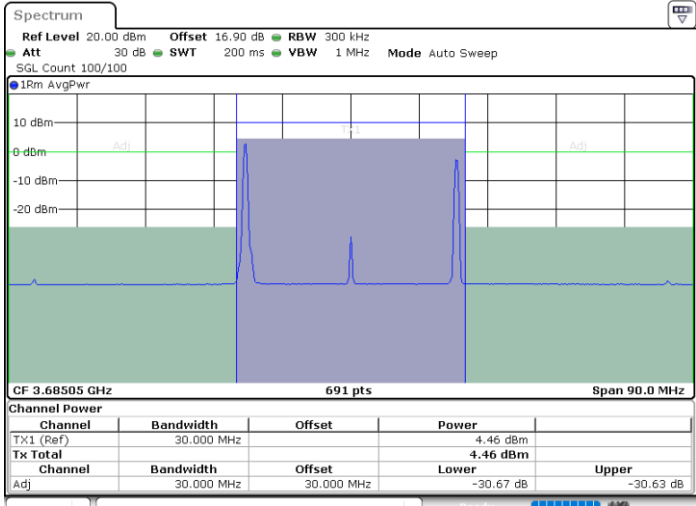 Spectrum
Ref Level 20.00 dBm Offset 16.90 dB RBW 300 kHz
Att 30 dB SWT 200 ms VBW 1 MHz Mode Auto Sweep
SGL Count 100/100
1Rm AvgPwr
10 dBm
TX1
Adj 0 dBm Adj
-10 dBm
-20 dBm
CF 3.68505 GHz 691 pts Span 90.0 MHz
Channel Power
Channel Bandwidth Offset Power
TX1 (Ref) 30.000 MHz 4.46 dBm
Tx Total 4.46 dBm
Channel Bandwidth Offset Lower Upper
Adj 30.000 MHz 30.000 MHz -30.67 dB -30.63 dB